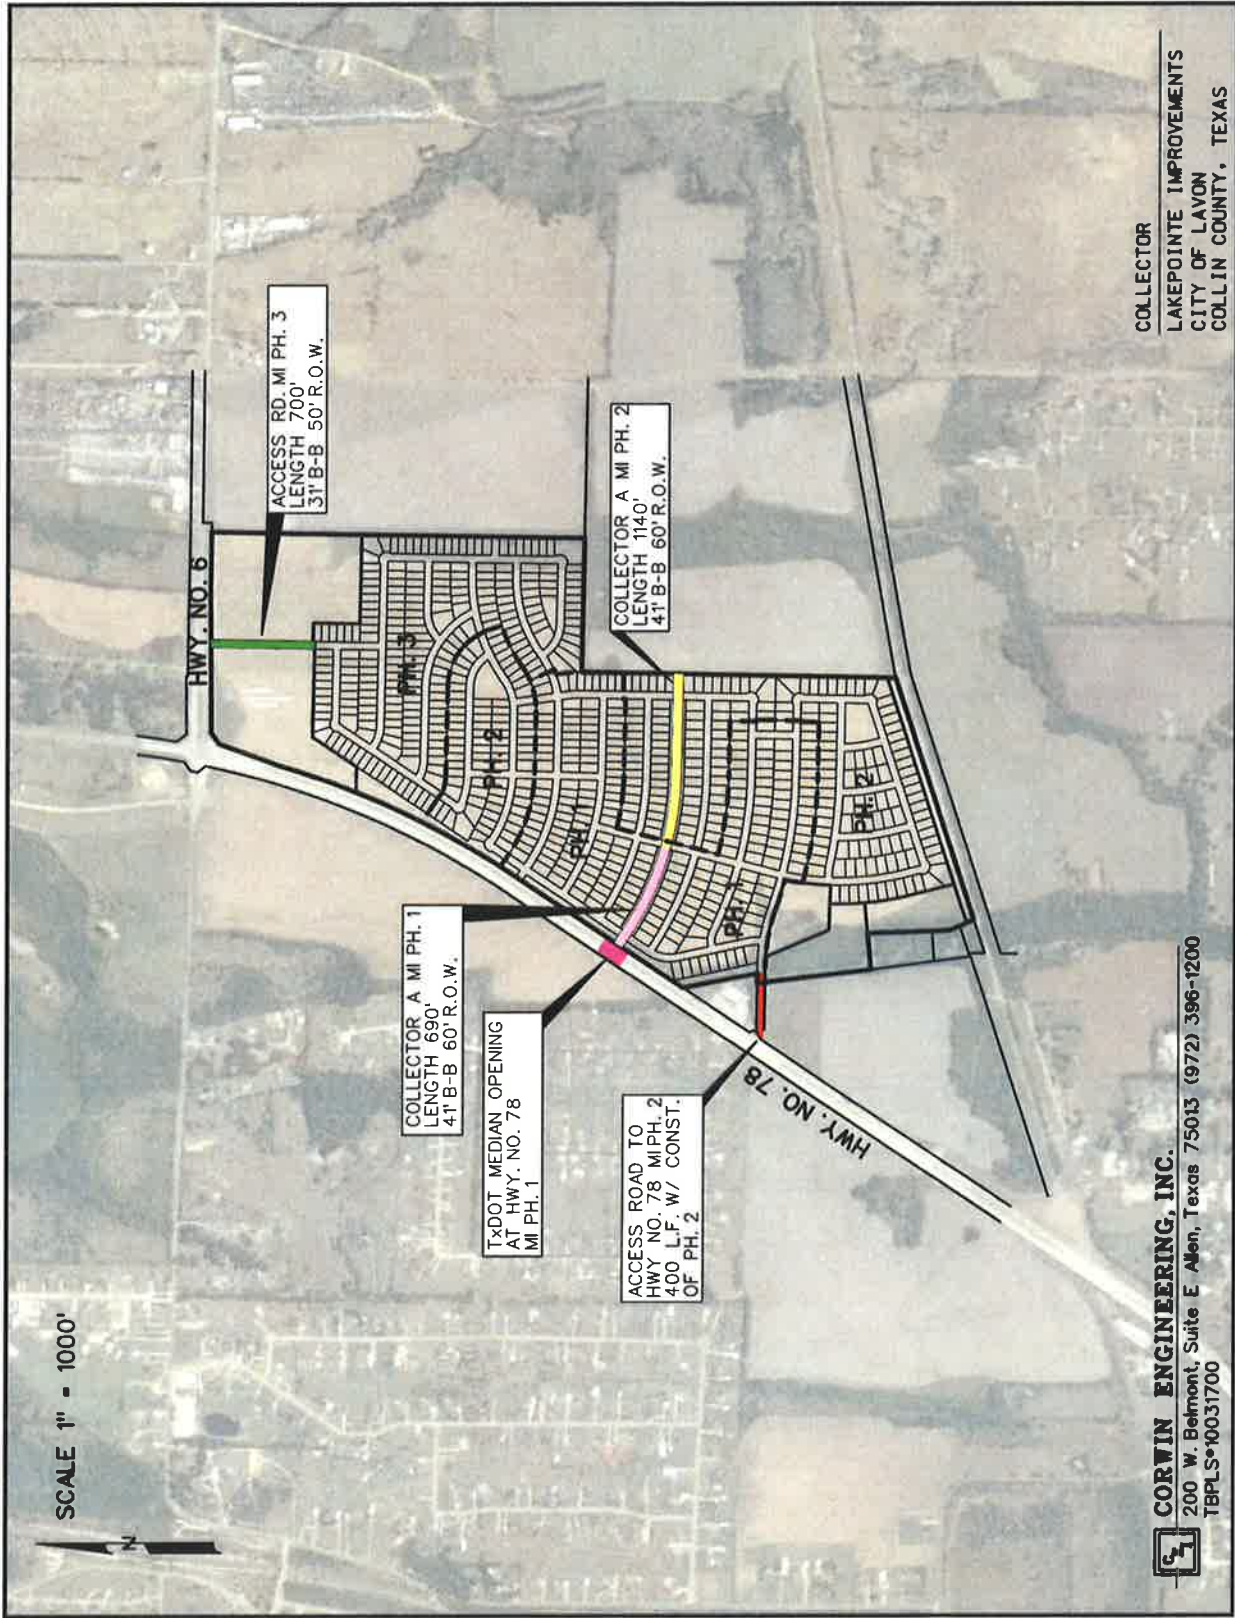 SCALE 1" = 1000'
N
HWY. NO. 6
ACCESS RD. MI PH. 3
LENGTH 700'
31' B-B 50' R.O.W.
PH. 3
PH. 2
PH. 1
COLLECTOR A MI PH. 1
LENGTH 690'
41' B-B 60' R.O.W.
TxDOT MEDIAN OPENING
AT HWY. NO. 78
MI PH. 1
COLLECTOR A MI PH. 2
LENGTH 1140'
41' B-B 60' R.O.W.
PH. 1
PH. 2
ACCESS ROAD TO
HWY NO. 78 MI PH. 2
400 L.F. W/ CONST.
OF PH. 2
HWY. NO. 78
CORWIN ENGINEERING, INC.
200 W. Belmont, Suite E Allen, Texas 75013 (972) 396-1200
TBPLS#10031700
COLLECTOR
LAKEPOINTE IMPROVEMENTS
CITY OF LAVON
COLLIN COUNTY, TEXAS